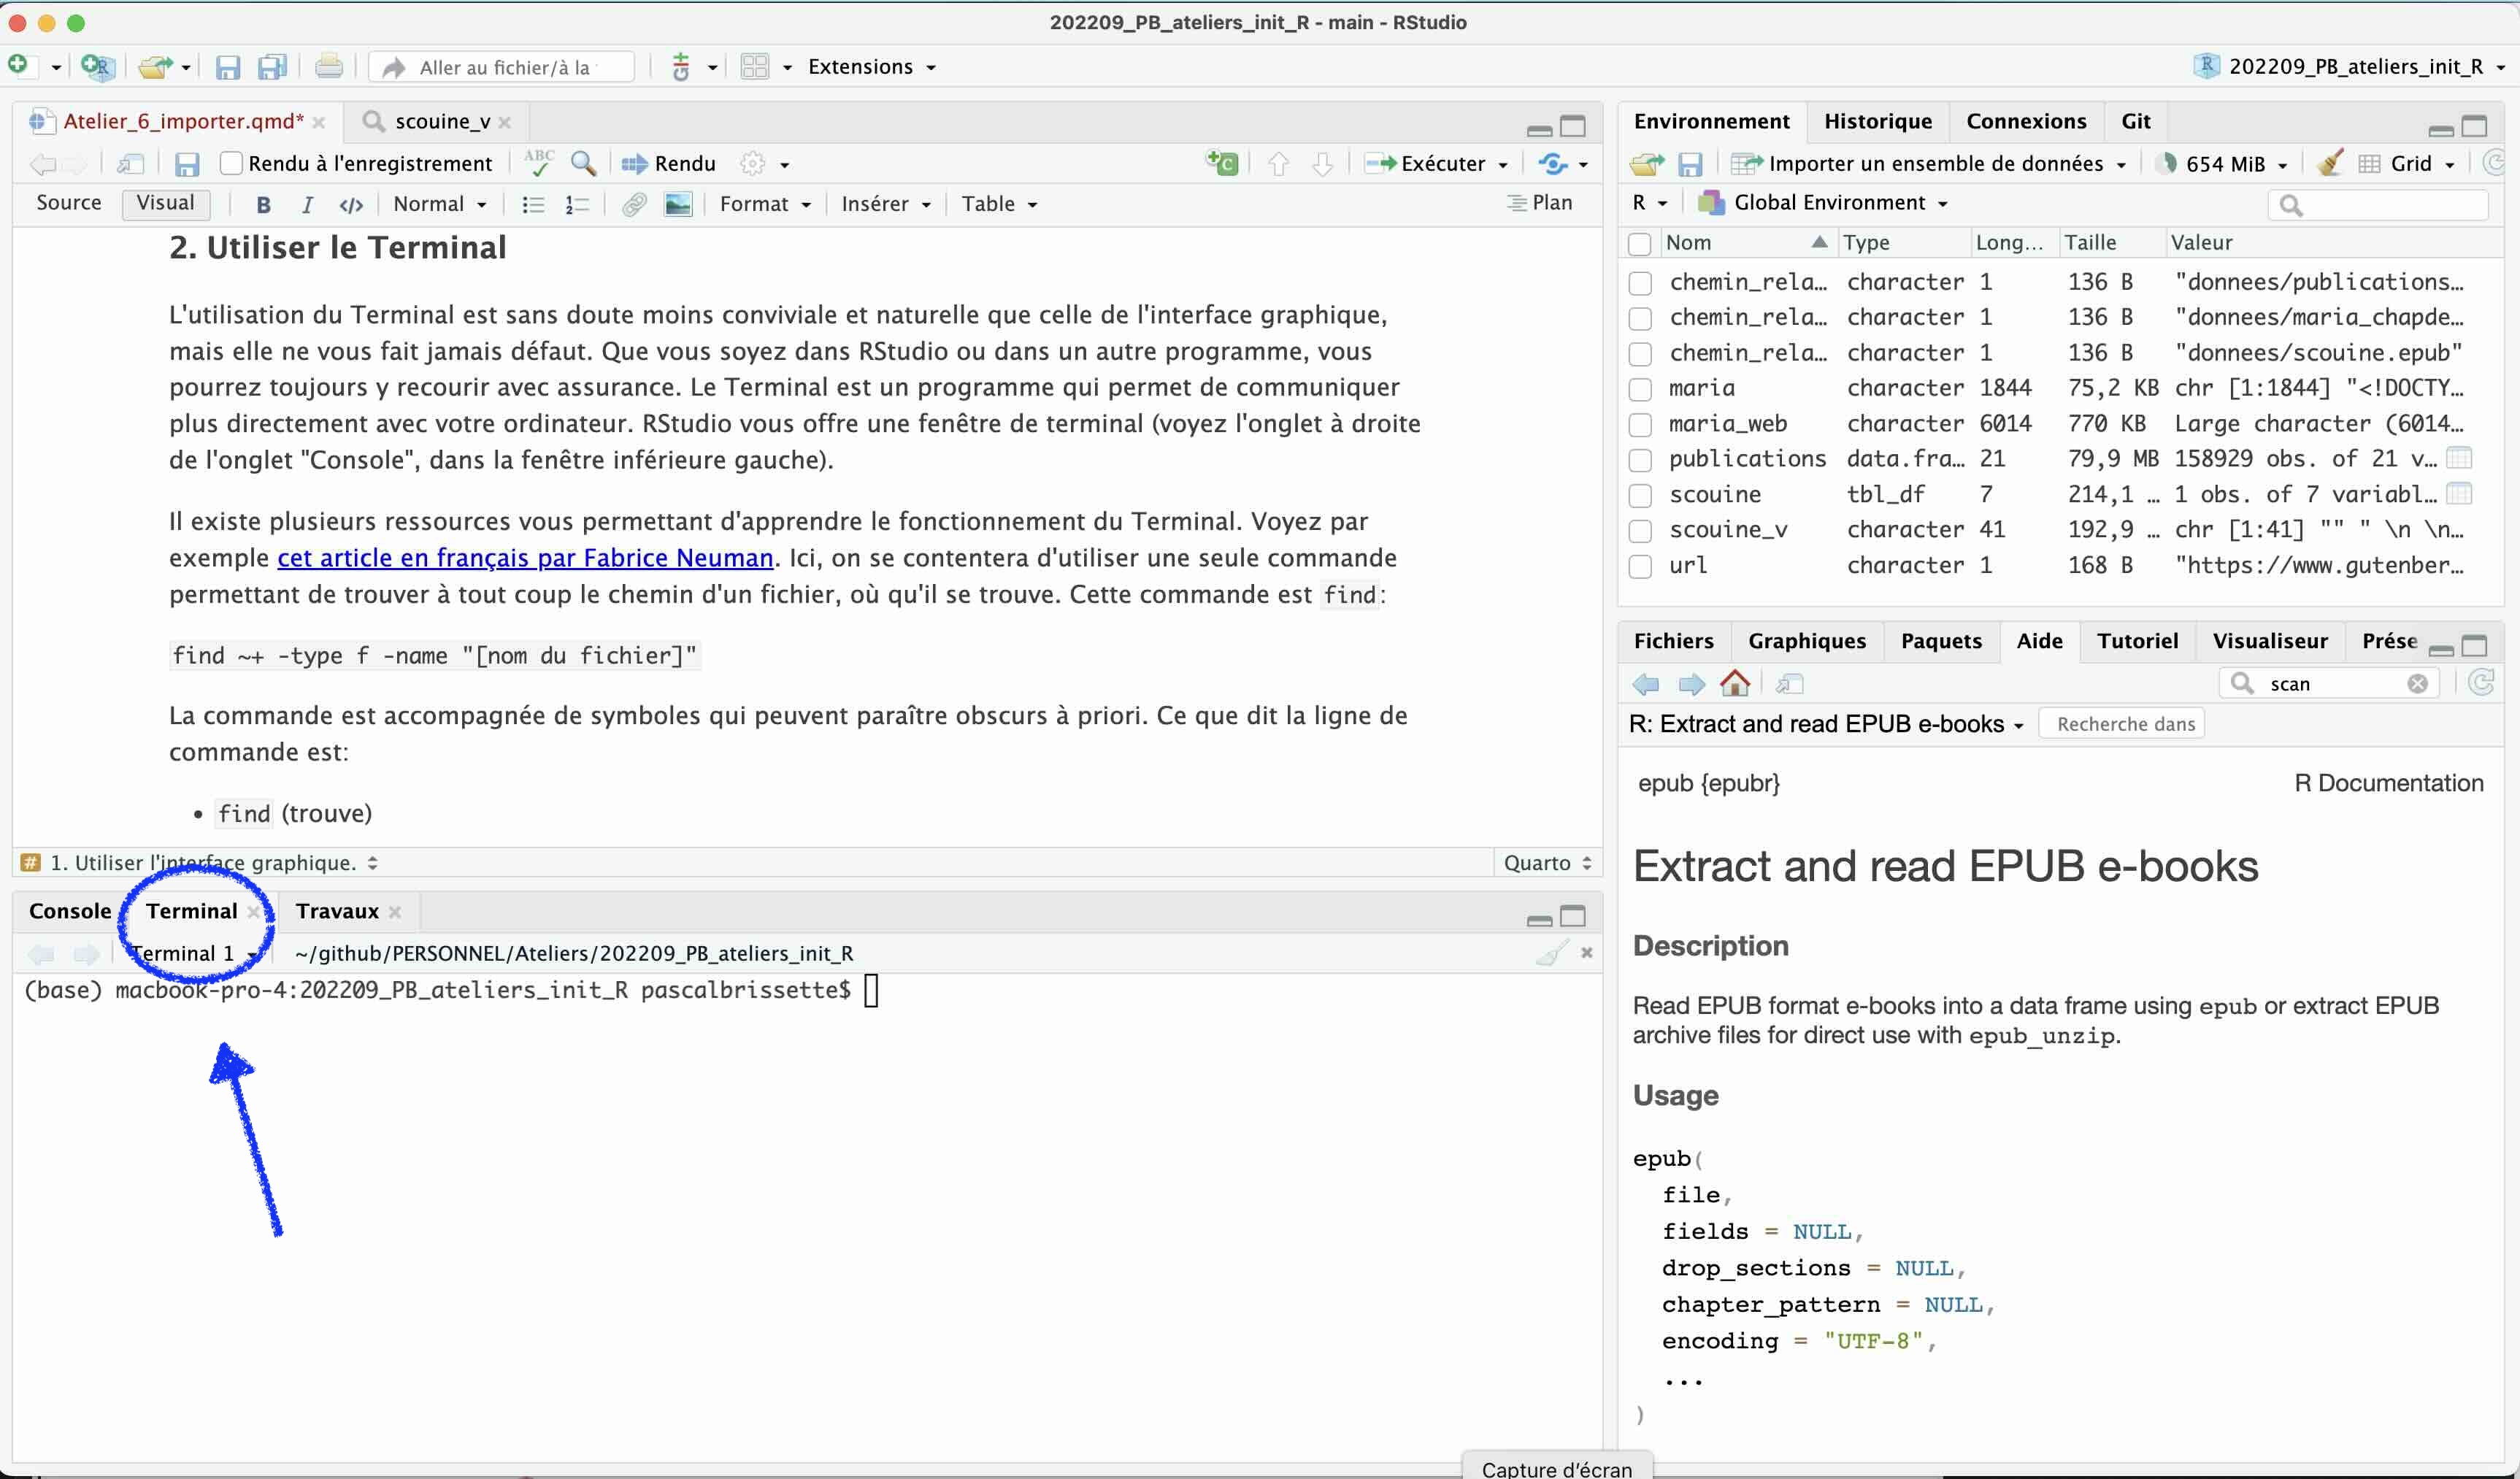 202209_PB_ateliers_init_R - main - RStudio
Aller au fichier/à la
Extensions
202209_PB_ateliers_init_R
Atelier_6_importer.qmd*
scouine_v
Rendu à l'enregistrement
ABC
Rendu
Exécuter
Source
Visual
B
I
</>
Normal
Format
Insérer
Table
Plan
2. Utiliser le Terminal
L'utilisation du Terminal est sans doute moins conviviale et naturelle que celle de l'interface graphique,
mais elle ne vous fait jamais défaut. Que vous soyez dans RStudio ou dans un autre programme, vous
pourrez toujours y recourir avec assurance. Le Terminal est un programme qui permet de communiquer
plus directement avec votre ordinateur. RStudio vous offre une fenêtre de terminal (voyez l'onglet à droite
de l'onglet "Console", dans la fenêtre inférieure gauche).
Il existe plusieurs ressources vous permettant d'apprendre le fonctionnement du Terminal. Voyez par
exemple cet article en français par Fabrice Neuman. Ici, on se contentera d'utiliser une seule commande
permettant de trouver à tout coup le chemin d'un fichier, où qu'il se trouve. Cette commande est find:
find ~+ -type f -name "[nom du fichier]"
La commande est accompagnée de symboles qui peuvent paraître obscurs à priori. Ce que dit la ligne de
commande est:
• find (trouve)
# 1. Utiliser l'interface graphique.
Quarto
Console
Terminal
Travaux
Terminal 1
~/github/PERSONNEL/Ateliers/202209_PB_ateliers_init_R
(base) macbook-pro-4:202209_PB_ateliers_init_R pascalbrissette$
Environnement
Historique
Connexions
Git
Importer un ensemble de données
654 MiB
Grid
R
Global Environment
Nom Type Long... Taille Valeur
chemin_rela… character 1 136 B "donnees/publications…
chemin_rela… character 1 136 B "donnees/maria_chapde…
chemin_rela… character 1 136 B "donnees/scouine.epub"
maria character 1844 75,2 KB chr [1:1844] "<!DOCTY…
maria_web character 6014 770 KB Large character (6014…
publications data.fra… 21 79,9 MB 158929 obs. of 21 v…
scouine tbl_df 7 214,1 … 1 obs. of 7 variabl…
scouine_v character 41 192,9 … chr [1:41] "" " \n \n…
url character 1 168 B "https://www.gutenber…
Fichiers
Graphiques
Paquets
Aide
Tutoriel
Visualiseur
Prése
scan
R: Extract and read EPUB e-books
Recherche dans
epub {epubr}
R Documentation
Extract and read EPUB e-books
Description
Read EPUB format e-books into a data frame using epub or extract EPUB
archive files for direct use with epub_unzip.
Usage
epub(
file,
fields = NULL,
drop_sections = NULL,
chapter_pattern = NULL,
encoding = "UTF-8",
...
)
Capture d'écran